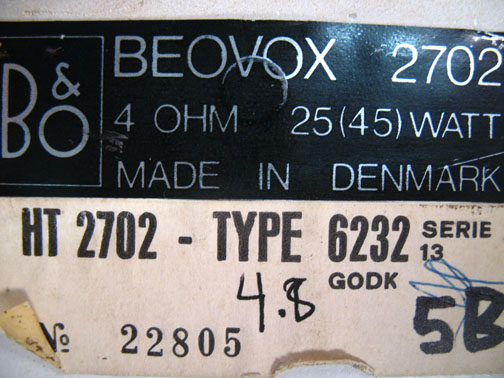 B&O BEOVOX 2702
4 OHM 25(45)WATT
MADE IN DENMARK
HT 2702 - TYPE 6232 SERIE 13
4.8 GODK 5B
№ 22805